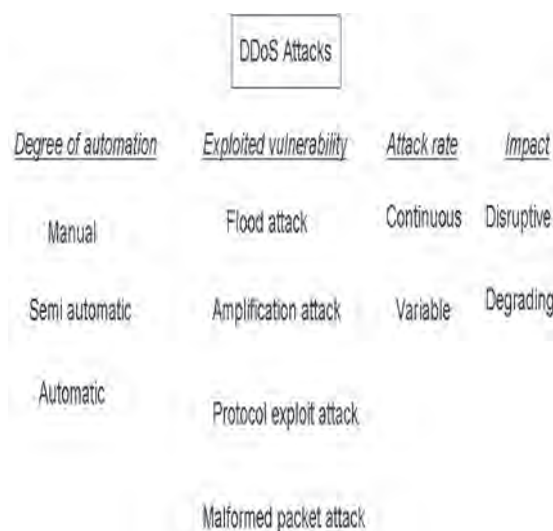 DDoS Attacks
Degree of automation Exploited vulnerability Attack rate Impact
Manual Flood attack Continuous Disruptive
Semi automatic Amplification attack Variable Degrading
Automatic Protocol exploit attack
Malformed packet attack